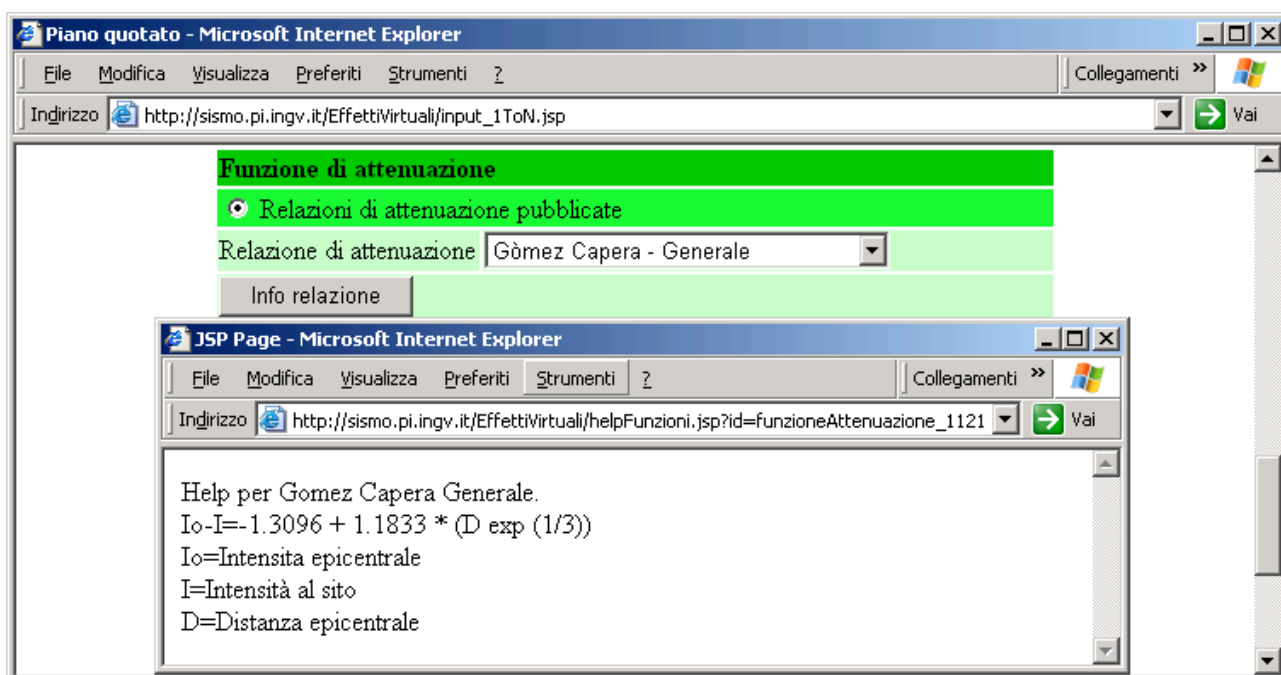 Piano quotato - Microsoft Internet Explorer
File Modifica Visualizza Preferiti Strumenti ? Collegamenti »
Indirizzo http://sismo.pi.ingv.it/EffettiVirtuali/input_1ToN.jsp Vai
Funzione di attenuazione
Relazioni di attenuazione pubblicate
Relazione di attenuazione Gòmez Capera - Generale
Info relazione
JSP Page - Microsoft Internet Explorer
File Modifica Visualizza Preferiti Strumenti ? Collegamenti »
Indirizzo http://sismo.pi.ingv.it/EffettiVirtuali/helpFunzioni.jsp?id=funzioneAttenuazione_1121 Vai
Help per Gomez Capera Generale.
Io-I=-1.3096 + 1.1833 * (D exp (1/3))
Io=Intensita epicentrale
I=Intensità al sito
D=Distanza epicentrale